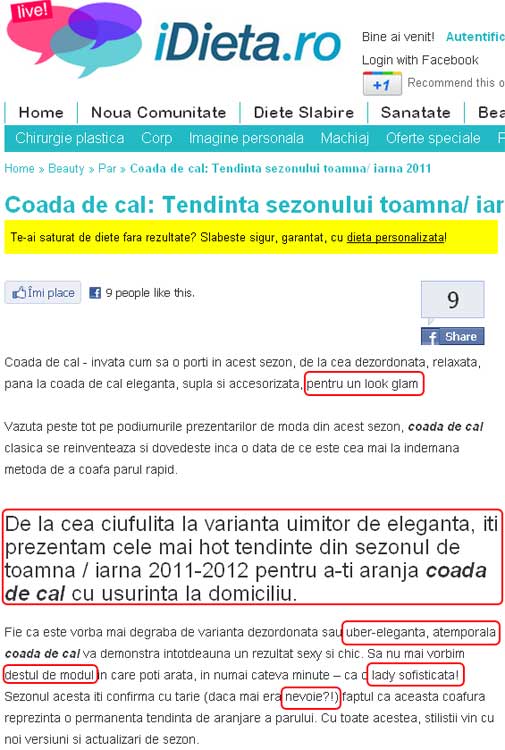 live!
iDieta.ro
Bine ai venit! Autentific
Login with Facebook
+1 Recommend this o
Home Noua Comunitate Diete Slabire Sanatate Bea
Chirurgie plastica Corp Imagine personala Machiaj Oferte speciale F
Home » Beauty » Par » Coada de cal: Tendinta sezonului toamna/ iarna 2011
Coada de cal: Tendinta sezonului toamna/ iar
Te-ai saturat de diete fara rezultate? Slabeste sigur, garantat, cu dieta personalizata!
Îmi place 9 people like this.
9
Share
Coada de cal - invata cum sa o porti in acest sezon, de la cea dezordonata, relaxata,
pana la coada de cal eleganta, supla si accesorizata, pentru un look glam
Vazuta peste tot pe podiumurile prezentarilor de moda din acest sezon, coada de cal
clasica se reinventeaza si dovedeste inca o data de ce este cea mai la indemana
metoda de a coafa parul rapid.
De la cea ciufulita la varianta uimitor de eleganta, iti
prezentam cele mai hot tendinte din sezonul de
toamna / iarna 2011-2012 pentru a-ti aranja coada
de cal cu usurinta la domiciliu.
Fie ca este vorba mai degraba de varianta dezordonata sau uber-eleganta, atemporala
coada de cal va demonstra intotdeauna un rezultat sexy si chic. Sa nu mai vorbim
destul de modul in care poti arata, in numai cateva minute – ca o lady sofisticata!
Sezonul acesta iti confirma cu tarie (daca mai era nevoie?!) faptul ca aceasta coafura
reprezinta o permanenta tendinta de aranjare a parului. Cu toate acestea, stilistii vin cu
noi versiuni si actualizari de sezon.